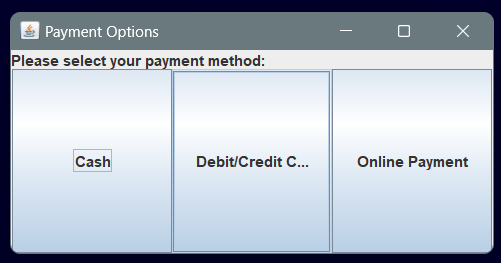 Payment Options
Please select your payment method:
Cash
Debit/Credit C...
Online Payment